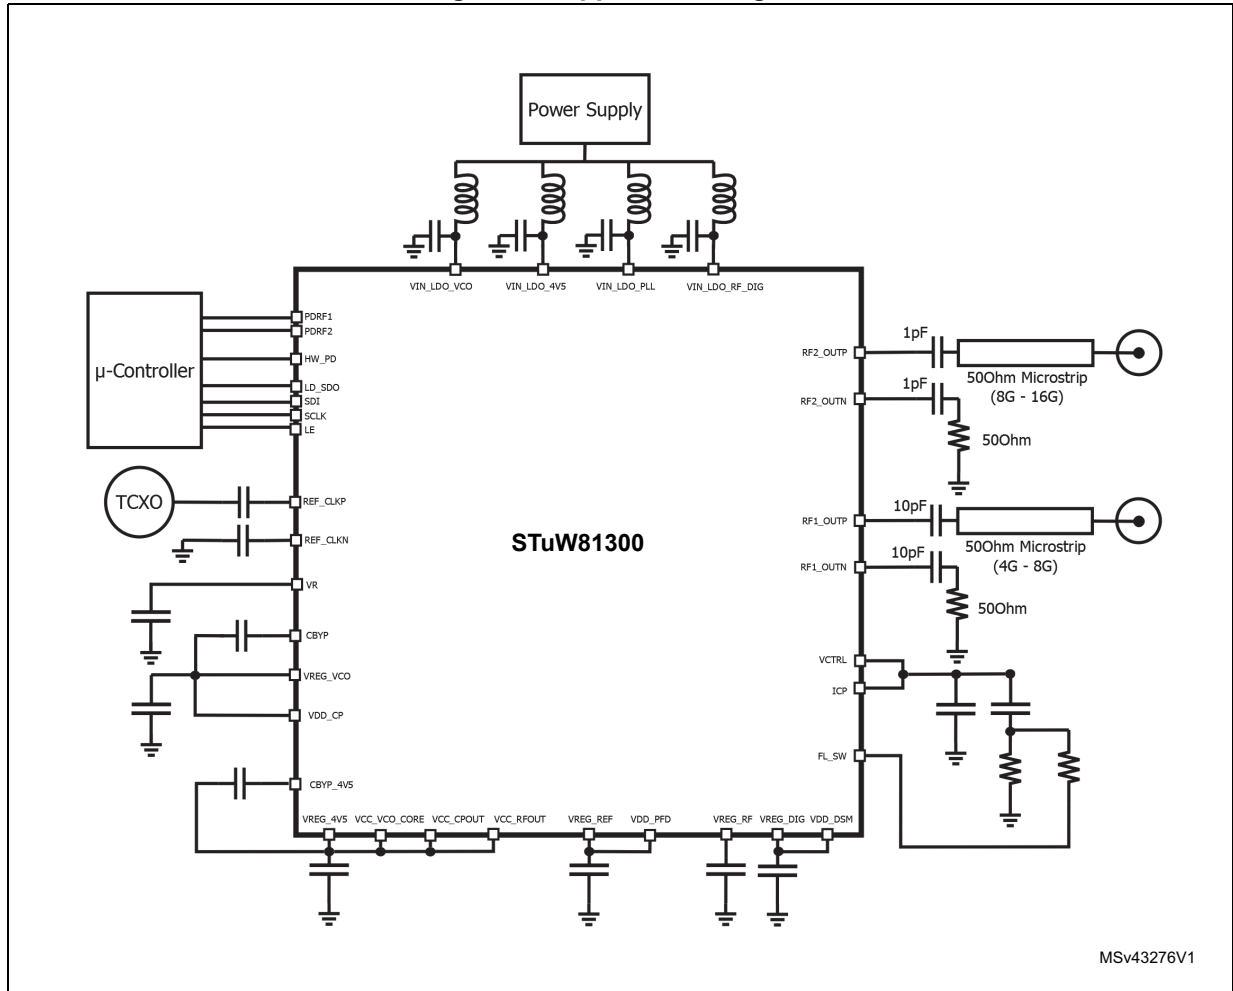 Power Supply
VIN_LDO_VCO
VIN_LDO_4V5
VIN_LDO_PLL
VIN_LDO_RF_DIG
µ-Controller
PDRF1
PDRF2
HW_PD
LD_SDO
SDI
SCLK
LE
TCXO
REF_CLKP
REF_CLKN
VR
CBYP
VREG_VCO
VDD_CP
CBYP_4V5
STuW81300
RF2_OUTP
1pF
50Ohm Microstrip
(8G - 16G)
RF2_OUTN
1pF
50Ohm
RF1_OUTP
10pF
50Ohm Microstrip
(4G - 8G)
RF1_OUTN
10pF
50Ohm
VCTRL
ICP
FL_SW
VREG_4V5
VCC_VCO_CORE
VCC_CPOUT
VCC_RFOUT
VREG_REF
VDD_PFD
VREG_RF
VREG_DIG
VDD_DSM
MSv43276V1